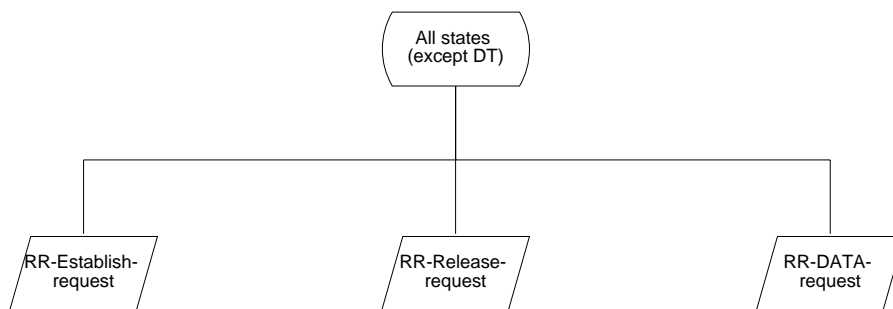 All states
(except DT)
RR-Establish-
request
RR-Release-
request
RR-DATA-
request